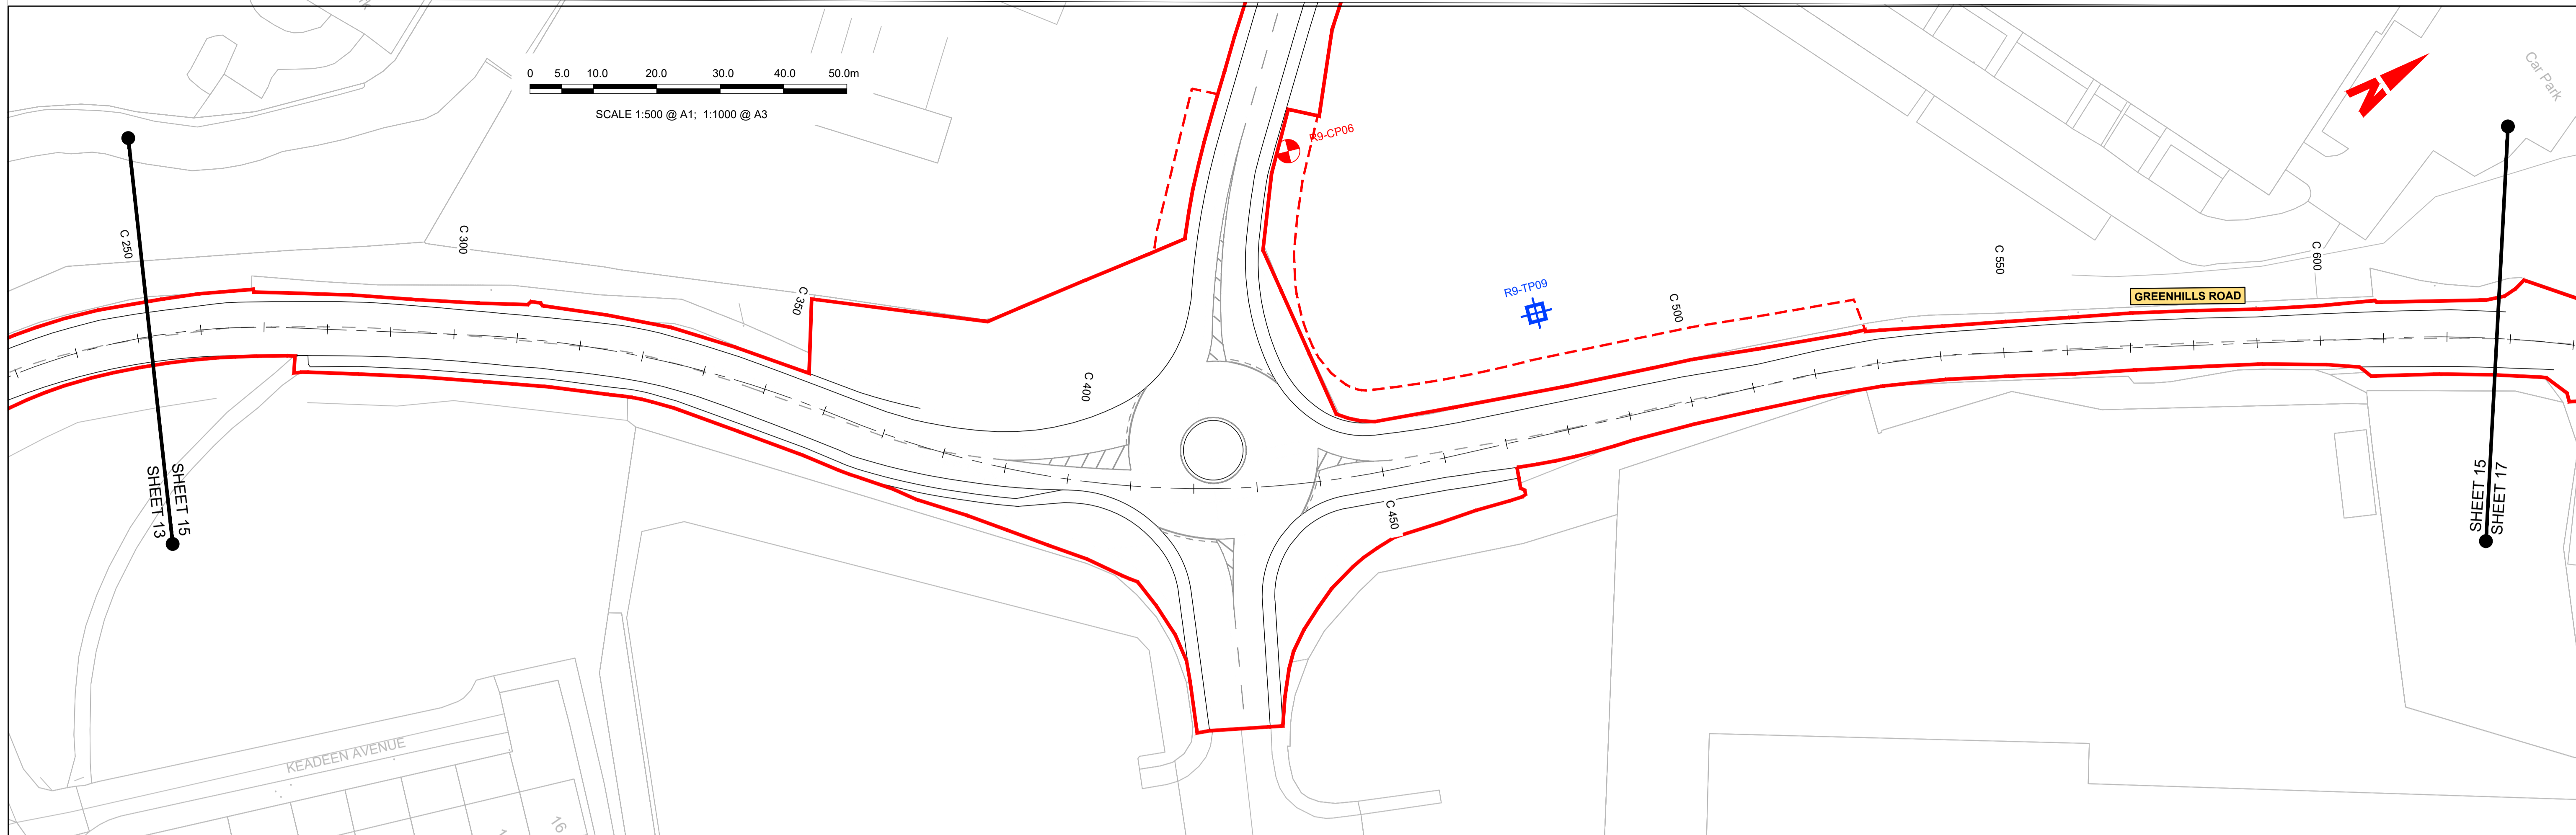 0 5.0 10.0 20.0 30.0 40.0 50.0m
SCALE 1:500 @ A1; 1:1000 @ A3
R9-CP06
Car Park
N
C 250
C 300
C 350
C 400
C 450
C 500
C 550
C 600
R9-TP09
GREENHILLS ROAD
SHEET 13
SHEET 15
SHEET 15
SHEET 17
KEADEEN AVENUE
16